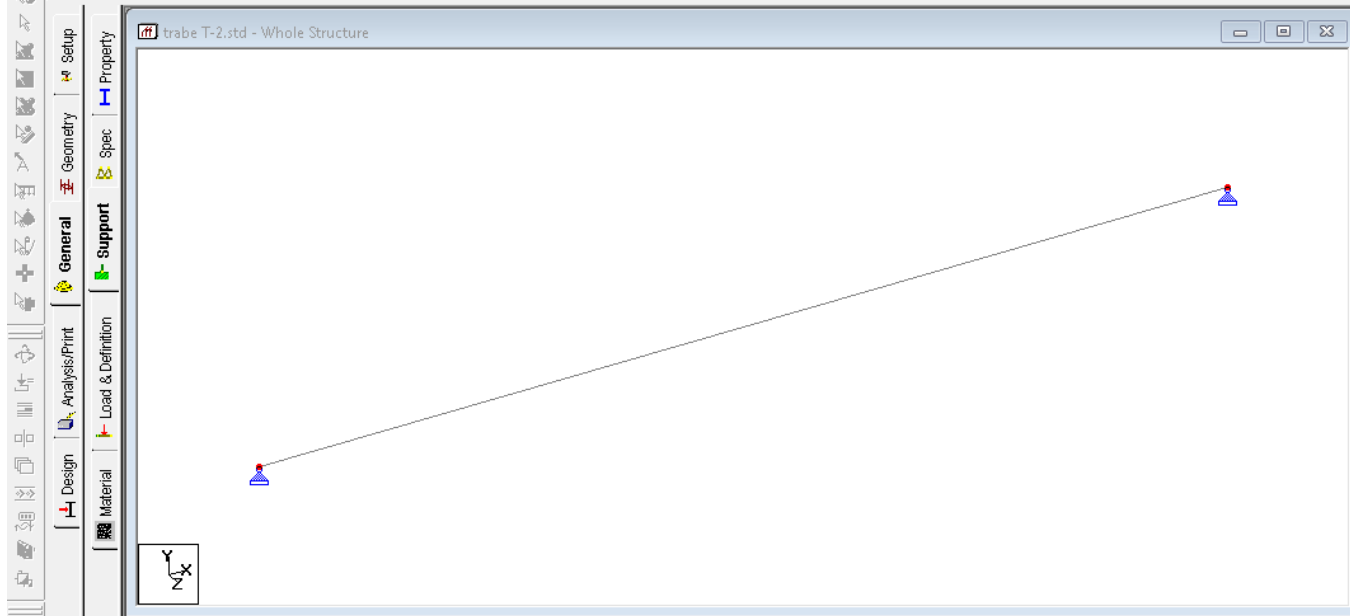 trabe T-2.std - Whole Structure
Setup
Geometry
General
Analysis/Print
Design
Property
Spec
Support
Load & Definition
Material
Y
X
Z